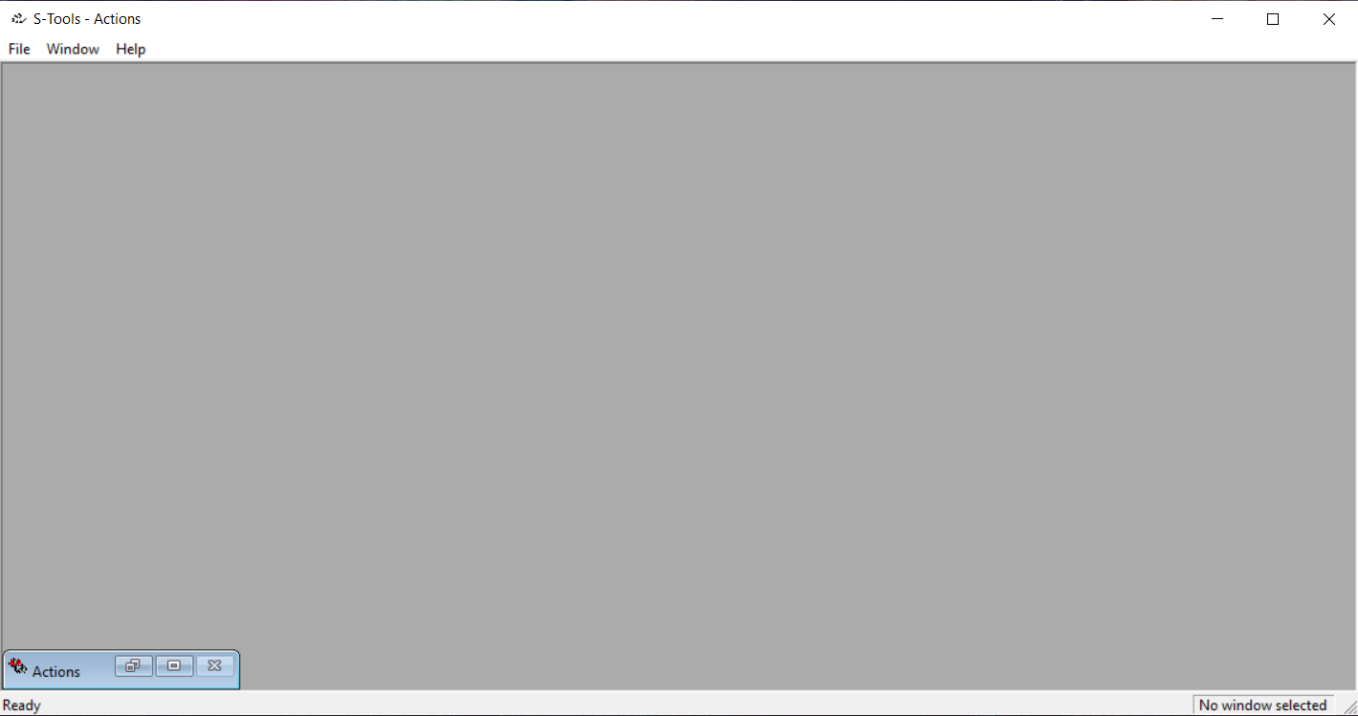 S-Tools - Actions
File Window Help
Actions
Ready No window selected